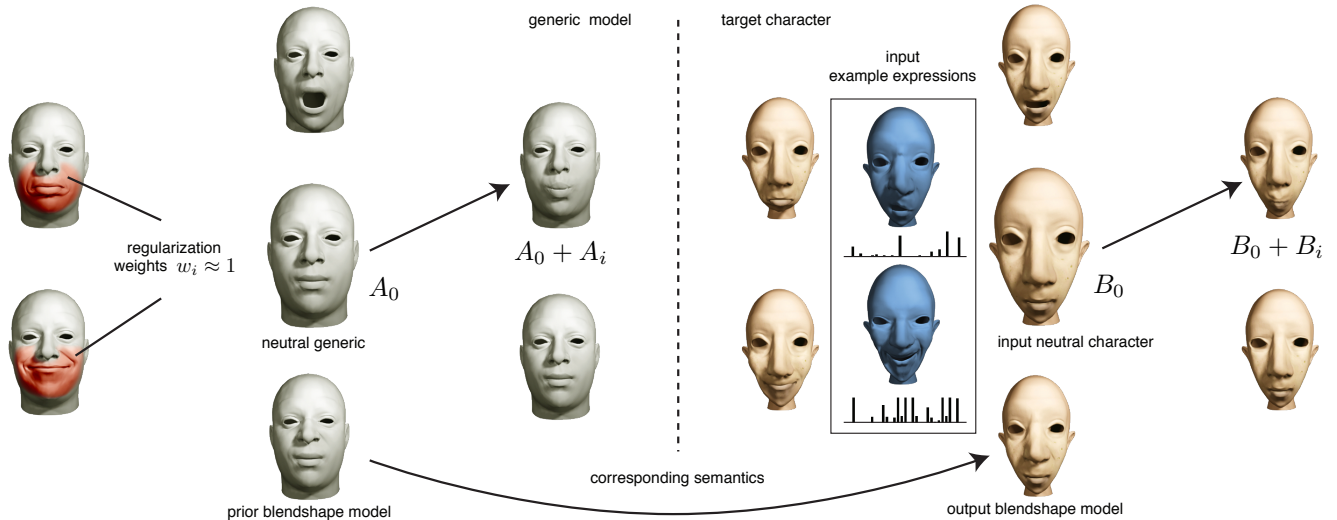 generic model
target character
input
example expressions
regularization
weights $w_i \approx 1$
$A_0$
$A_0 + A_i$
neutral generic
$B_0$
$B_0 + B_i$
input neutral character
corresponding semantics
prior blendshape model
output blendshape model